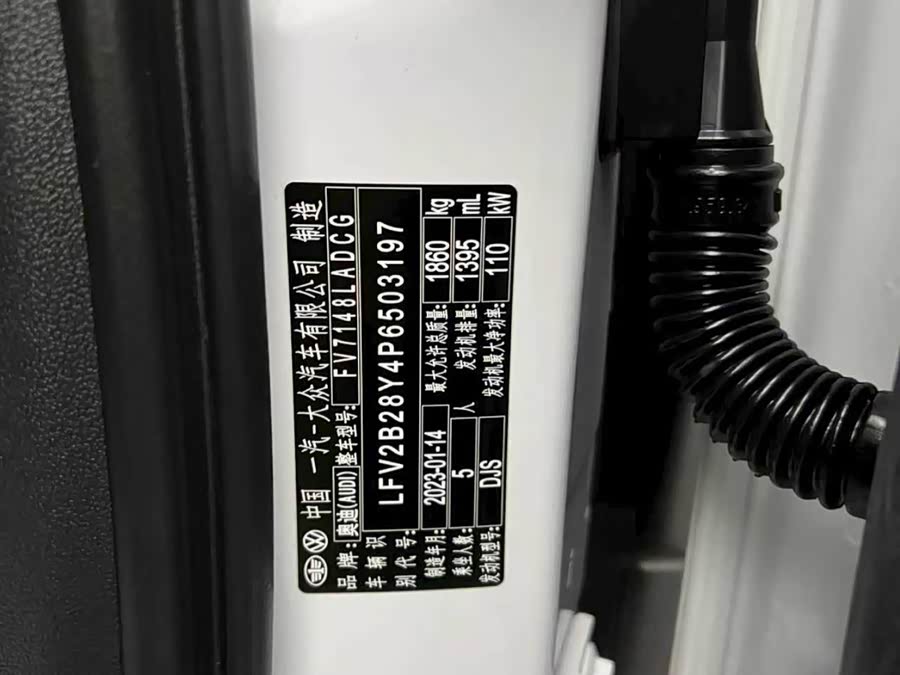 中国 一汽-大众汽车有限公司 制造
品牌:奥迪(AUDI) 整车型号: FV7148LADCG
车辆识别代号: LFV2B28Y4P6503197
制造年月: 2023-01-14 最大允许总质量: 1860 kg
乘坐人数: 5 人 发动机排量: 1395 mL
发动机型号: DJS 发动机最大净功率: 110 kW